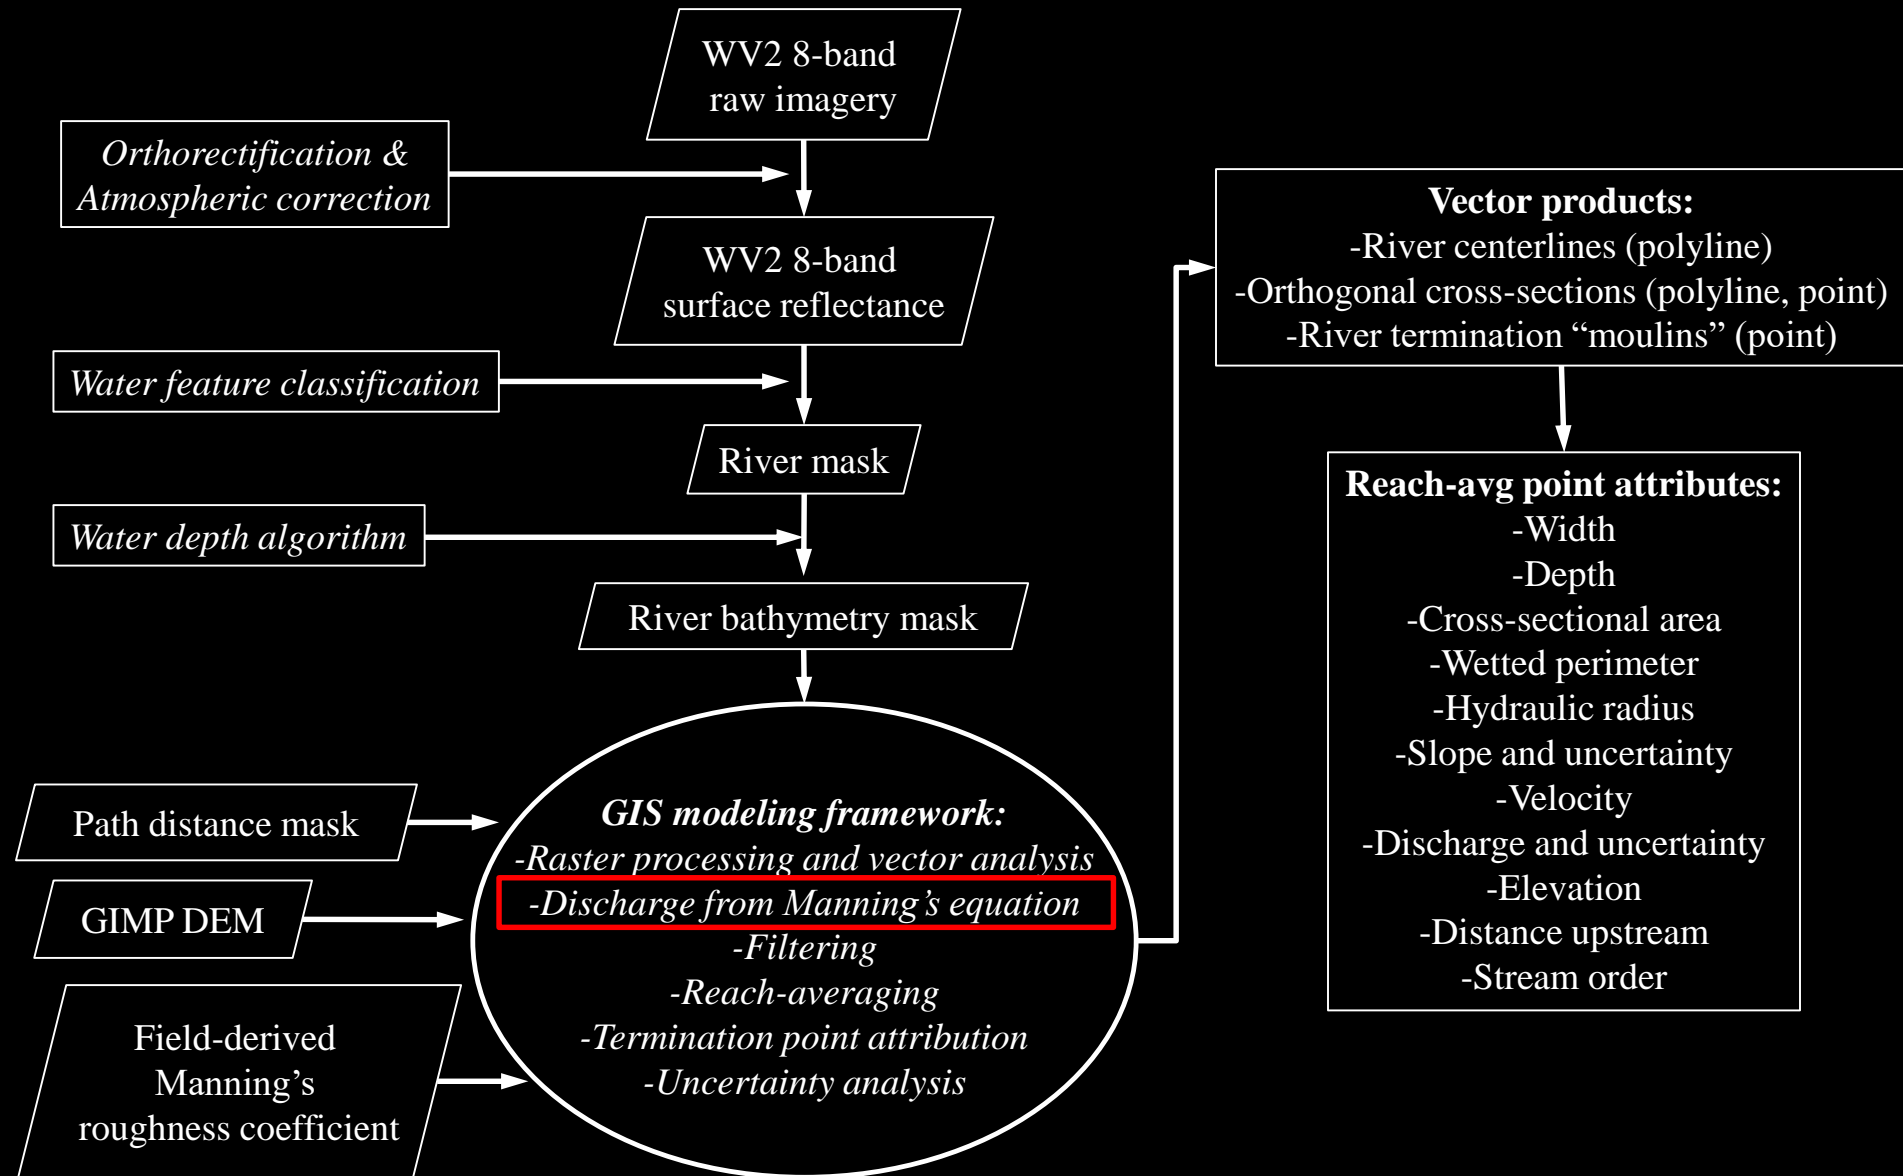 WV2 8-band
raw imagery
Orthorectification &
Atmospheric correction
WV2 8-band
surface reflectance
Water feature classification
River mask
Water depth algorithm
River bathymetry mask
Path distance mask
GIMP DEM
Field-derived
Manning’s
roughness coefficient
GIS modeling framework:
-Raster processing and vector analysis
-Discharge from Manning’s equation
-Filtering
-Reach-averaging
-Termination point attribution
-Uncertainty analysis
Vector products:
-River centerlines (polyline)
-Orthogonal cross-sections (polyline, point)
-River termination “moulins” (point)
Reach-avg point attributes:
-Width
-Depth
-Cross-sectional area
-Wetted perimeter
-Hydraulic radius
-Slope and uncertainty
-Velocity
-Discharge and uncertainty
-Elevation
-Distance upstream
-Stream order